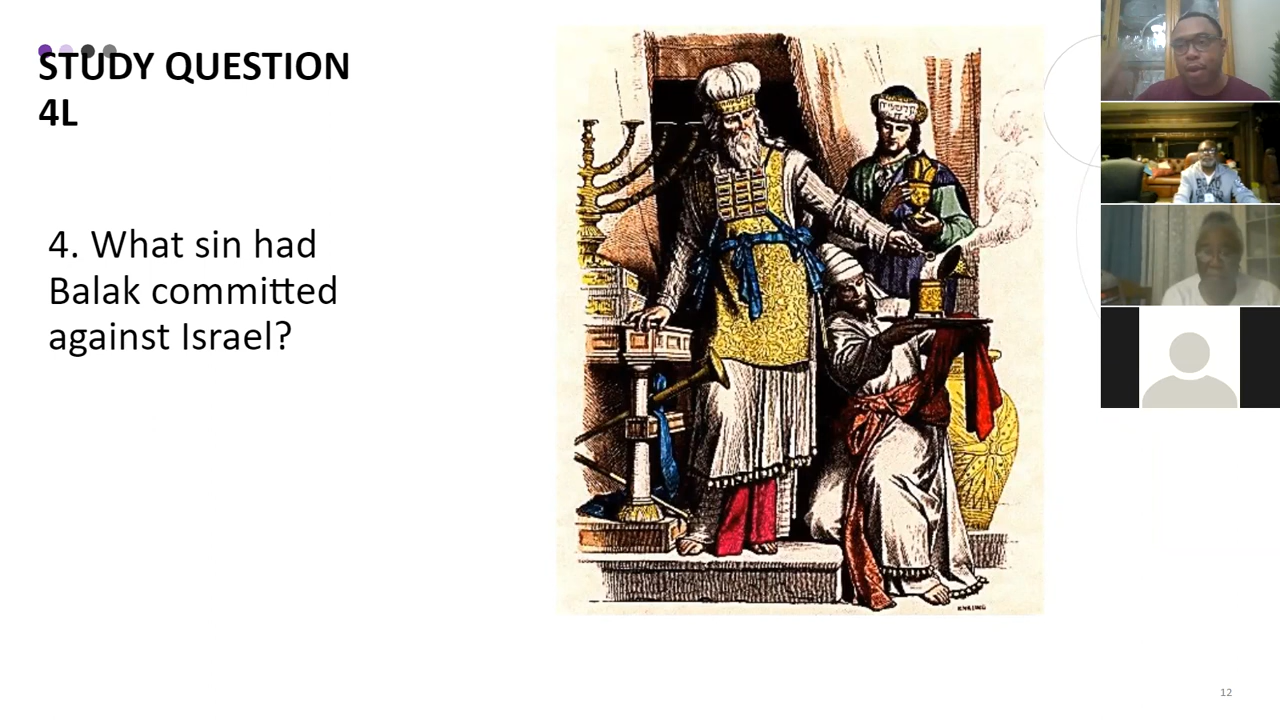 STUDY QUESTION
4L
4. What sin had
Balak committed
against Israel?
12